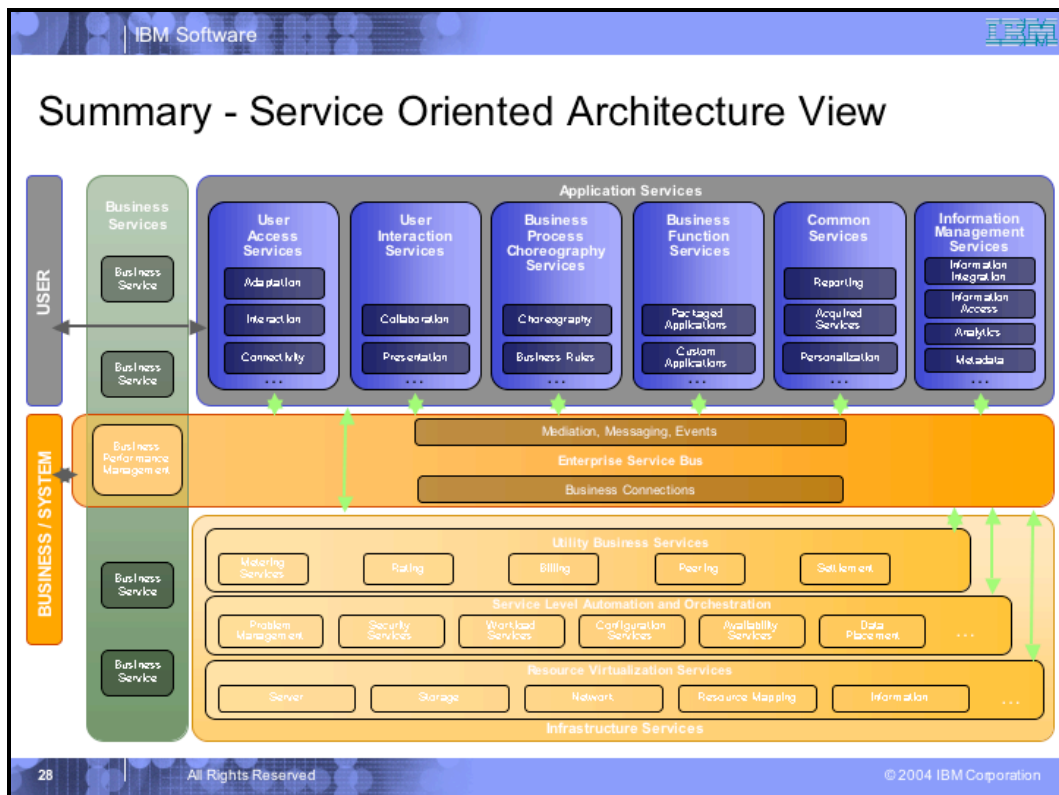 IBM Software
IBM
Summary - Service Oriented Architecture View
USER
BUSINESS / SYSTEM
Business
Services
Business
Service
Business
Service
Business
Performance
Management
Business
Service
Business
Service
Application Services
User
Access
Services
Adaptation
Interaction
Connectivity
...
User
Interaction
Services
Collaboration
Presentation
...
Business
Process
Choreography
Services
Choreography
Business Rules
...
Business
Function
Services
Packaged
Applications
Custom
Applications
...
Common
Services
Reporting
Acquired
Services
Personalization
...
Information
Management
Services
Information
Integration
Information
Access
Analytics
Metadata
...
Mediation, Messaging, Events
Enterprise Service Bus
Business Connections
Utility Business Services
Metering
Services
Rating
Billing
Peering
Settlement
Service Level Automation and Orchestration
Problem
Management
Security
Services
Workload
Services
Configuration
Services
Availability
Services
Data
Placement
...
Resource Virtualization Services
Server
Storage
Network
Resource Mapping
Information
...
Infrastructure Services
28
All Rights Reserved
© 2004 IBM Corporation